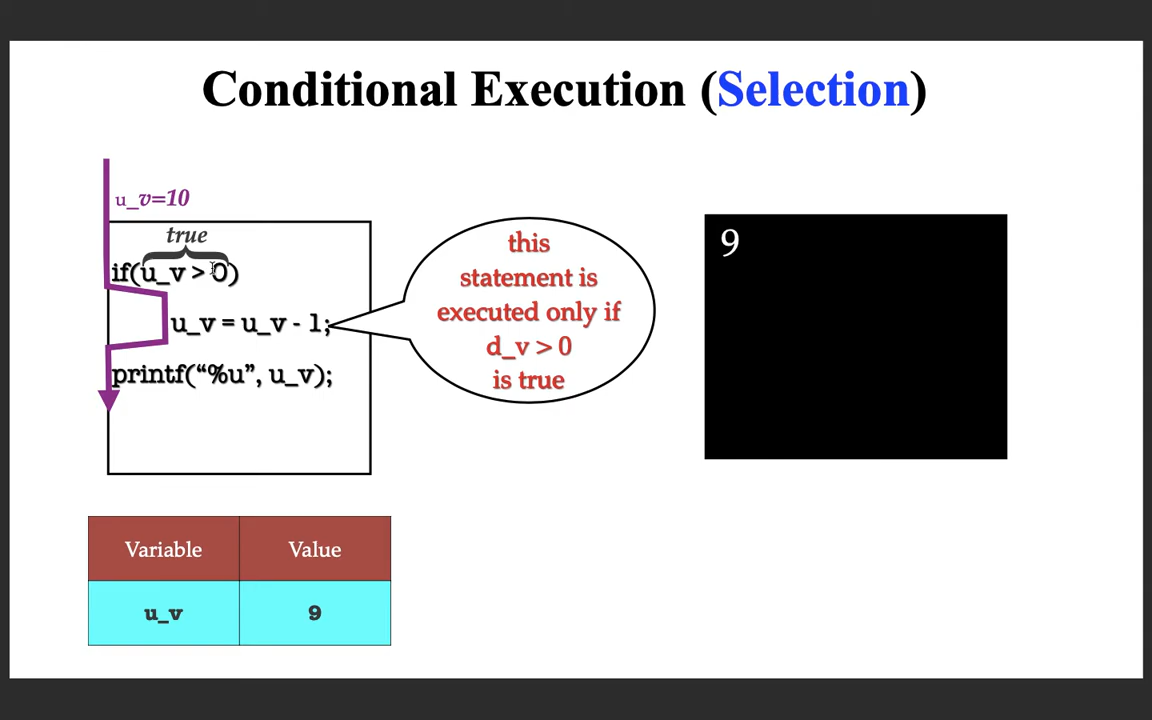 Conditional Execution (Selection)
u_v=10
true
if(u_v > 0)
u_v = u_v - 1;
printf(“%u”, u_v);
this
statement is
executed only if
d_v > 0
is true
9
Variable Value
u_v 9